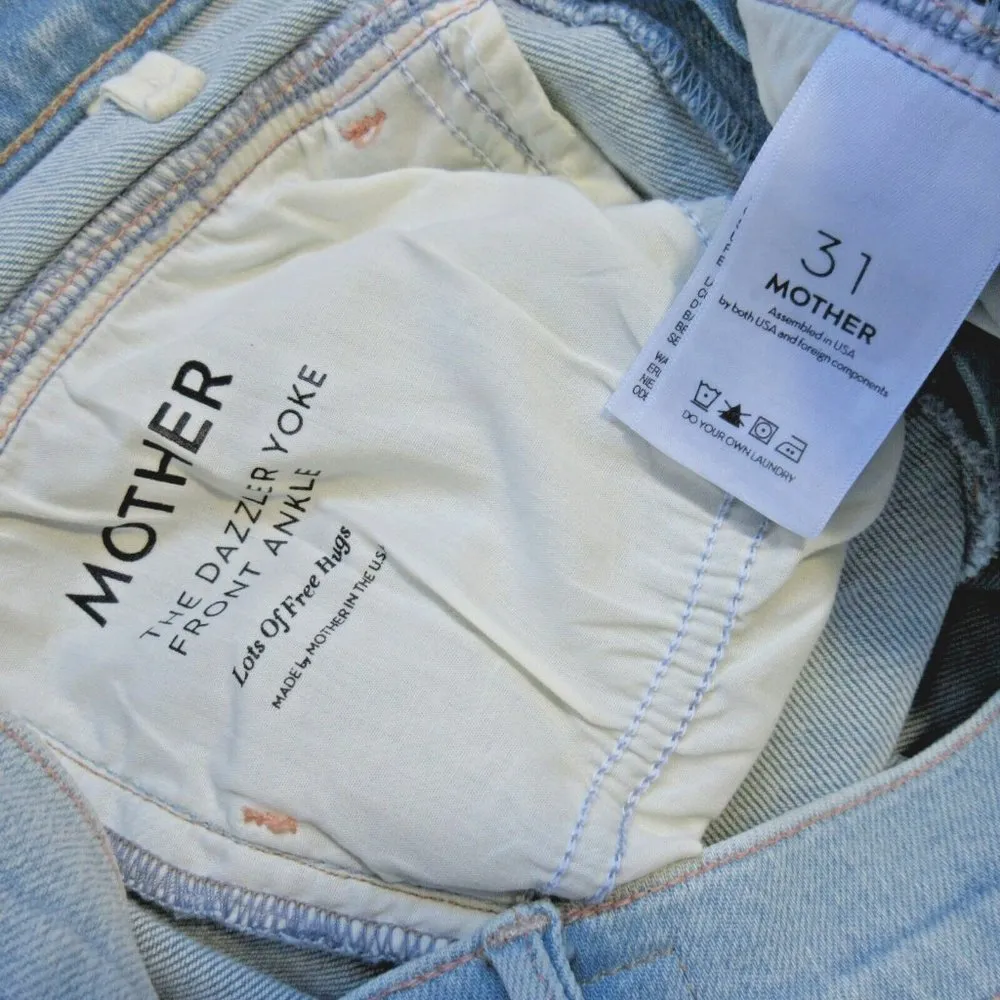 MOTHER
THE DAZZLER YOKE
FRONT ANKLE
Lots Of Free Hugs
MADE by MOTHER IN THE USA
31
MOTHER
Assembled in USA
by both USA and foreign components
DO YOUR OWN LAUNDRY